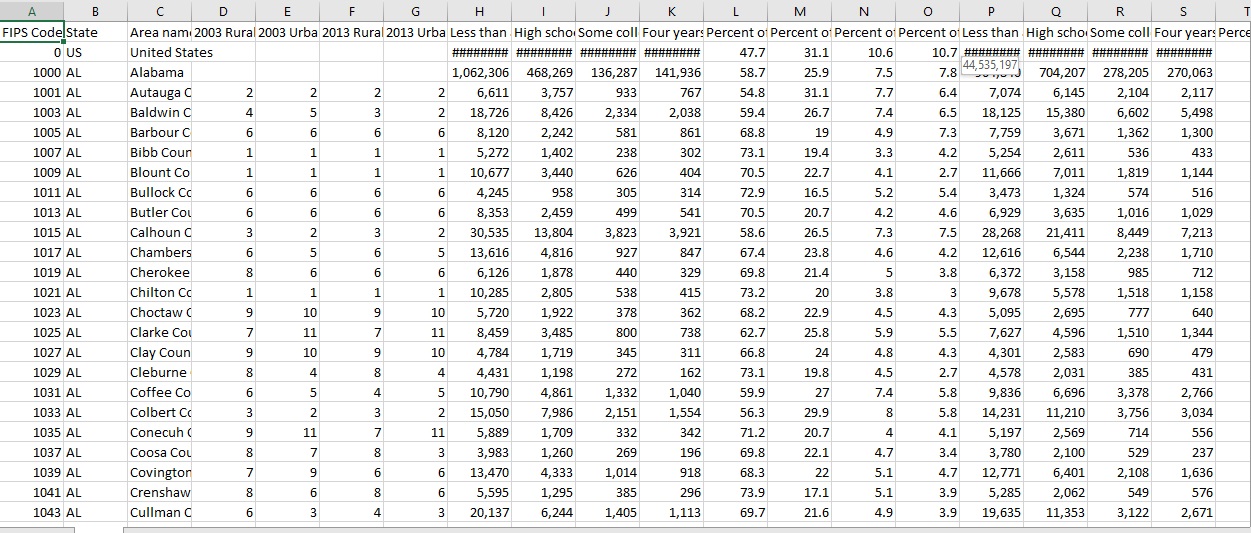 A B C D E F G H I J K L M N O P Q R S T
FIPS Code State Area nam 2003 Rural 2003 Urba 2013 Rura 2013 Urba Less than High schoo Some coll Four years Percent of Percent of Percent of Percent of Less than High schoo Some coll Four years Perce
0 US United States ######## ######## ######## ######## 47.7 31.1 10.6 10.7 ######## ######## ######## ########
44,535,197
1000 AL Alabama 1,062,306 468,269 136,287 141,936 58.7 25.9 7.5 7.8 704,207 278,205 270,063
1001 AL Autauga C 2 2 2 2 6,611 3,757 933 767 54.8 31.1 7.7 6.4 7,074 6,145 2,104 2,117
1003 AL Baldwin C 4 5 3 2 18,726 8,426 2,334 2,038 59.4 26.7 7.4 6.5 18,125 15,380 6,602 5,498
1005 AL Barbour C 6 6 6 6 8,120 2,242 581 861 68.8 19 4.9 7.3 7,759 3,671 1,362 1,300
1007 AL Bibb Coun 1 1 1 1 5,272 1,402 238 302 73.1 19.4 3.3 4.2 5,254 2,611 536 433
1009 AL Blount Co 1 1 1 1 10,677 3,440 626 404 70.5 22.7 4.1 2.7 11,666 7,011 1,819 1,144
1011 AL Bullock Co 6 6 6 6 4,245 958 305 314 72.9 16.5 5.2 5.4 3,473 1,324 574 516
1013 AL Butler Cou 6 6 6 6 8,353 2,459 499 541 70.5 20.7 4.2 4.6 6,929 3,635 1,016 1,029
1015 AL Calhoun C 3 2 3 2 30,535 13,804 3,823 3,921 58.6 26.5 7.3 7.5 28,268 21,411 8,449 7,213
1017 AL Chambers 6 5 6 5 13,616 4,816 927 847 67.4 23.8 4.6 4.2 12,616 6,544 2,238 1,710
1019 AL Cherokee 8 6 6 6 6,126 1,878 440 329 69.8 21.4 5 3.8 6,372 3,158 985 712
1021 AL Chilton Co 1 1 1 1 10,285 2,805 538 415 73.2 20 3.8 3 9,678 5,578 1,518 1,158
1023 AL Choctaw C 9 10 9 10 5,720 1,922 378 362 68.2 22.9 4.5 4.3 5,095 2,695 777 640
1025 AL Clarke Cou 7 11 7 11 8,459 3,485 800 738 62.7 25.8 5.9 5.5 7,627 4,596 1,510 1,344
1027 AL Clay Coun 9 10 9 10 4,784 1,719 345 311 66.8 24 4.8 4.3 4,301 2,583 690 479
1029 AL Cleburne 8 4 8 4 4,431 1,198 272 162 73.1 19.8 4.5 2.7 4,578 2,031 385 431
1031 AL Coffee Co 6 5 4 5 10,790 4,861 1,332 1,040 59.9 27 7.4 5.8 9,836 6,696 3,378 2,766
1033 AL Colbert Co 3 2 3 2 15,050 7,986 2,151 1,554 56.3 29.9 8 5.8 14,231 11,210 3,756 3,034
1035 AL Conecuh C 9 11 7 11 5,889 1,709 332 342 71.2 20.7 4 4.1 5,197 2,569 714 556
1037 AL Coosa Cou 8 7 8 3 3,983 1,260 269 196 69.8 22.1 4.7 3.4 3,780 2,100 529 237
1039 AL Covington 7 9 6 6 13,470 4,333 1,014 918 68.3 22 5.1 4.7 12,771 6,401 2,108 1,636
1041 AL Crenshaw 8 6 8 6 5,595 1,295 385 296 73.9 17.1 5.1 3.9 5,285 2,062 549 576
1043 AL Cullman C 6 3 4 3 20,137 6,244 1,405 1,113 69.7 21.6 4.9 3.9 19,635 11,353 3,122 2,671